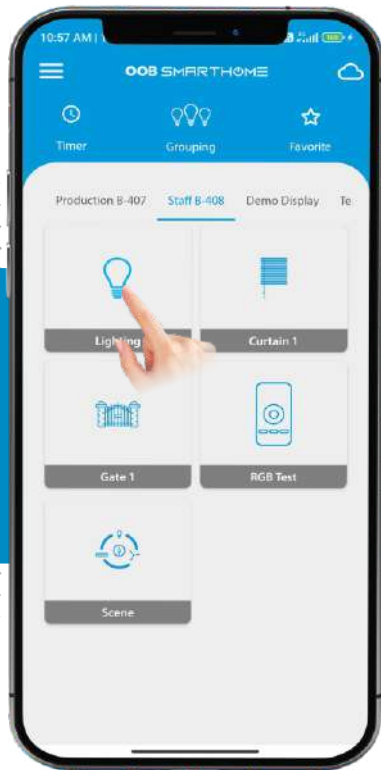 10:57 AM |
OOB SMARTHOME
Timer
Grouping
Favorite
Production B-407
Staff B-408
Demo Display
Te
Lighting
Curtain 1
Gate 1
RGB Test
Scene